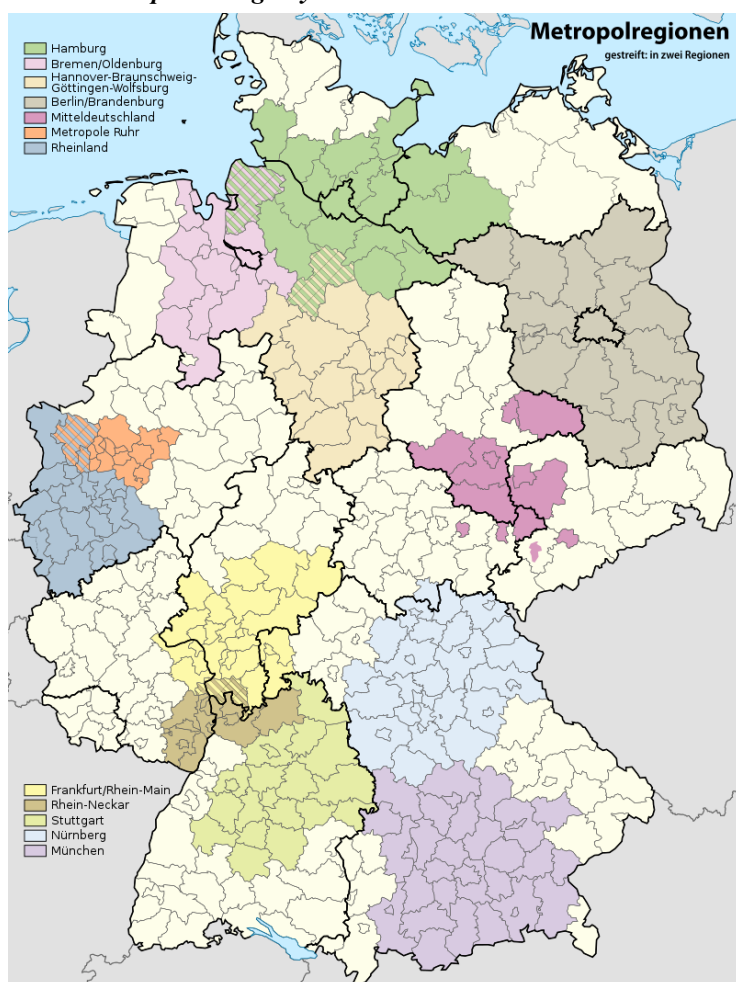 Metropolregionen
gestreift: in zwei Regionen
Hamburg
Bremen/Oldenburg
Hannover-Braunschweig-
Göttingen-Wolfsburg
Berlin/Brandenburg
Mitteldeutschland
Metropole Ruhr
Rheinland
Frankfurt/Rhein-Main
Rhein-Neckar
Stuttgart
Nürnberg
München